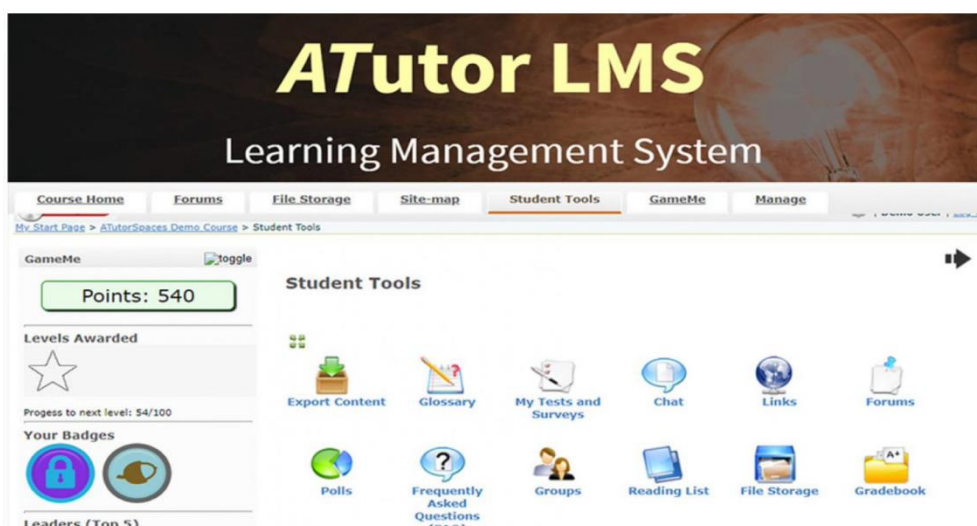 ATutor LMS
Learning Management System
Course Home Forums File Storage Site-map Student Tools GameMe Manage
| Demo User |
My Start Page > ATutorSpaces Demo Course > Student Tools
GameMe toggle
Points: 540
Levels Awarded
Progess to next level: 54/100
Your Badges
Leaders (Top 5)
Student Tools
Export Content Glossary My Tests and Surveys Chat Links Forums
Polls Frequently Asked Questions Groups Reading List File Storage Gradebook
A+